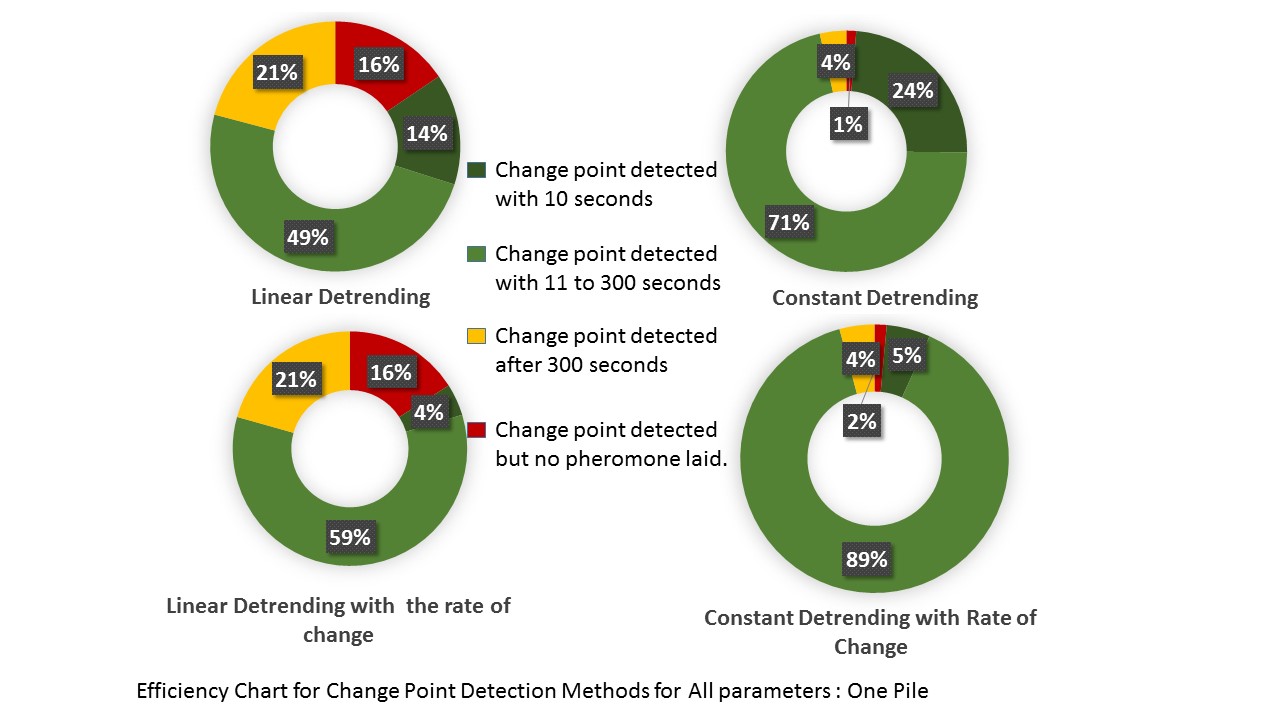 21%
16%
14%
49%
Linear Detrending
4%
1%
24%
71%
Constant Detrending
Change point detected
with 10 seconds
Change point detected
with 11 to 300 seconds
Change point detected
after 300 seconds
Change point detected
but no pheromone laid.
21%
16%
4%
59%
Linear Detrending with the rate of
change
4%
5%
2%
89%
Constant Detrending with Rate of
Change
Efficiency Chart for Change Point Detection Methods for All parameters : One Pile